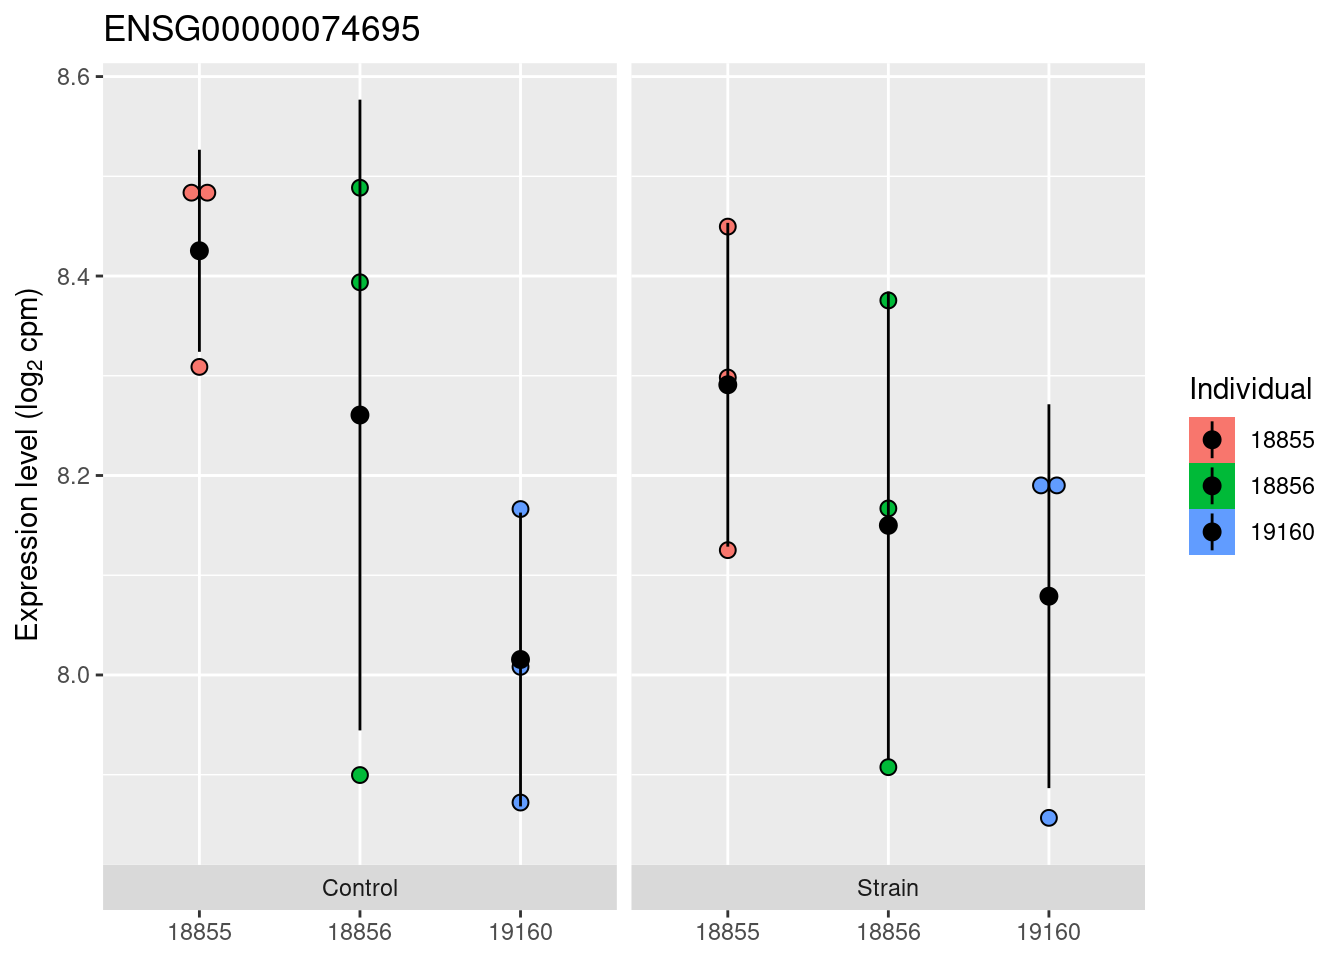 ENSG00000074695
Expression level (log₂ cpm)
8.6
8.4
8.2
8.0
Control
Strain
18855
18856
19160
18855
18856
19160
Individual
18855
18856
19160